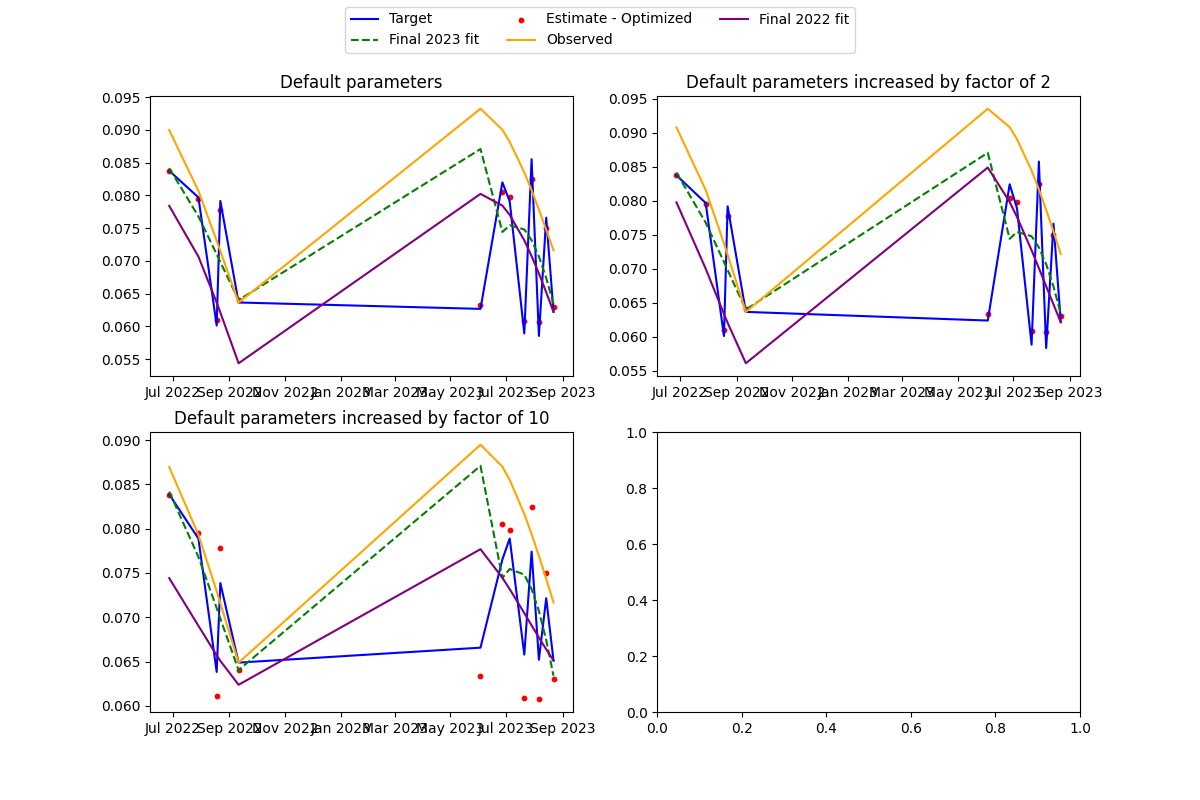 Target
Final 2023 fit
Estimate - Optimized
Observed
Final 2022 fit
Default parameters
0.095
0.090
0.085
0.080
0.075
0.070
0.065
0.060
0.055
Jul 2022 Sep 2022 Nov 2022 Jan 2023 Mar 2023 May 2023 Jul 2023 Sep 2023
Default parameters increased by factor of 2
0.095
0.090
0.085
0.080
0.075
0.070
0.065
0.060
0.055
Jul 2022 Sep 2022 Nov 2022 Jan 2023 Mar 2023 May 2023 Jul 2023 Sep 2023
Default parameters increased by factor of 10
0.090
0.085
0.080
0.075
0.070
0.065
0.060
Jul 2022 Sep 2022 Nov 2022 Jan 2023 Mar 2023 May 2023 Jul 2023 Sep 2023
1.0
0.8
0.6
0.4
0.2
0.0
0.0 0.2 0.4 0.6 0.8 1.0